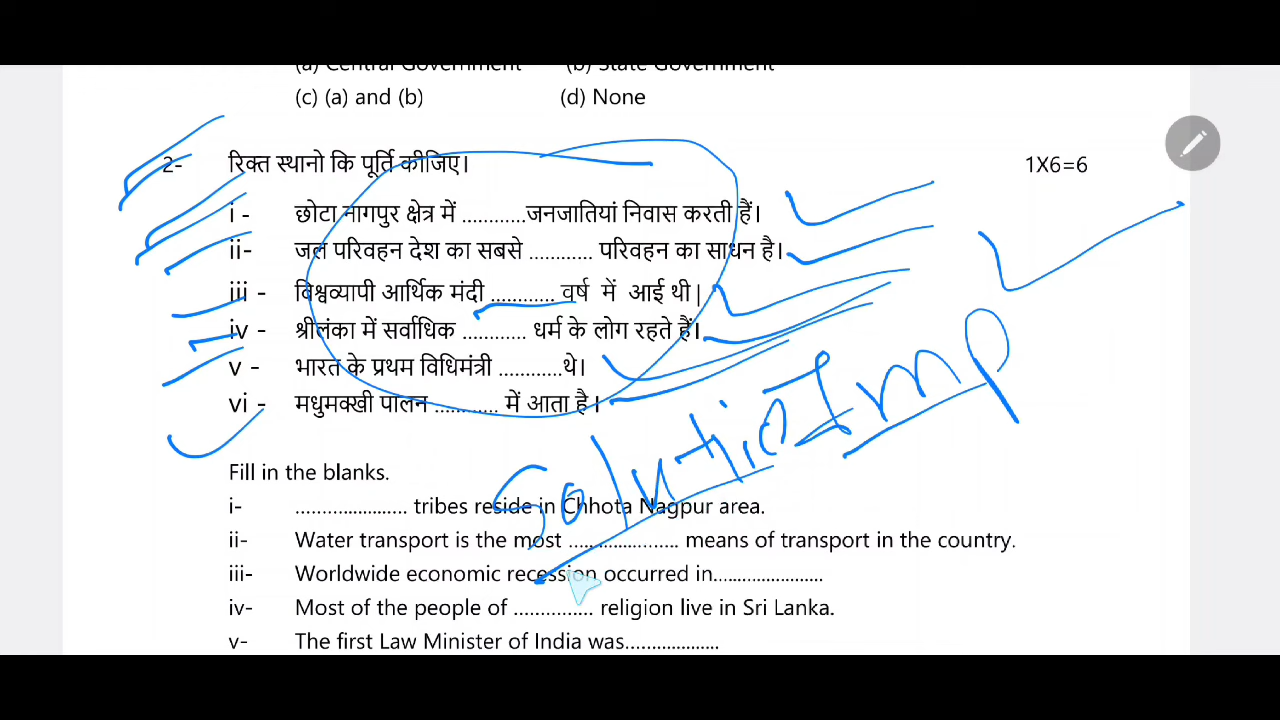 (a) Central Government (b) State Government
(c) (a) and (b) (d) None
2- रिक्त स्थानो कि पूर्ति कीजिए। 1X6=6
i - छोटा नागपुर क्षेत्र में ............जनजातियां निवास करती हैं।
ii- जल परिवहन देश का सबसे ............ परिवहन का साधन है।
iii - विश्वव्यापी आर्थिक मंदी ............ वर्ष में आई थी|
iv - श्रीलंका में सर्वाधिक ............ धर्म के लोग रहते हैं।
v - भारत के प्रथम विधिमंत्री ............थे।
vi - मधुमक्खी पालन ............ में आता है।
Imp
Fill in the blanks.
i- ...................... tribes reside in Chhota Nagpur area.
ii- Water transport is the most ...................... means of transport in the country.
iii- Worldwide economic recession occurred in......................
iv- Most of the people of ............... religion live in Sri Lanka.
v- The first Law Minister of India was...................